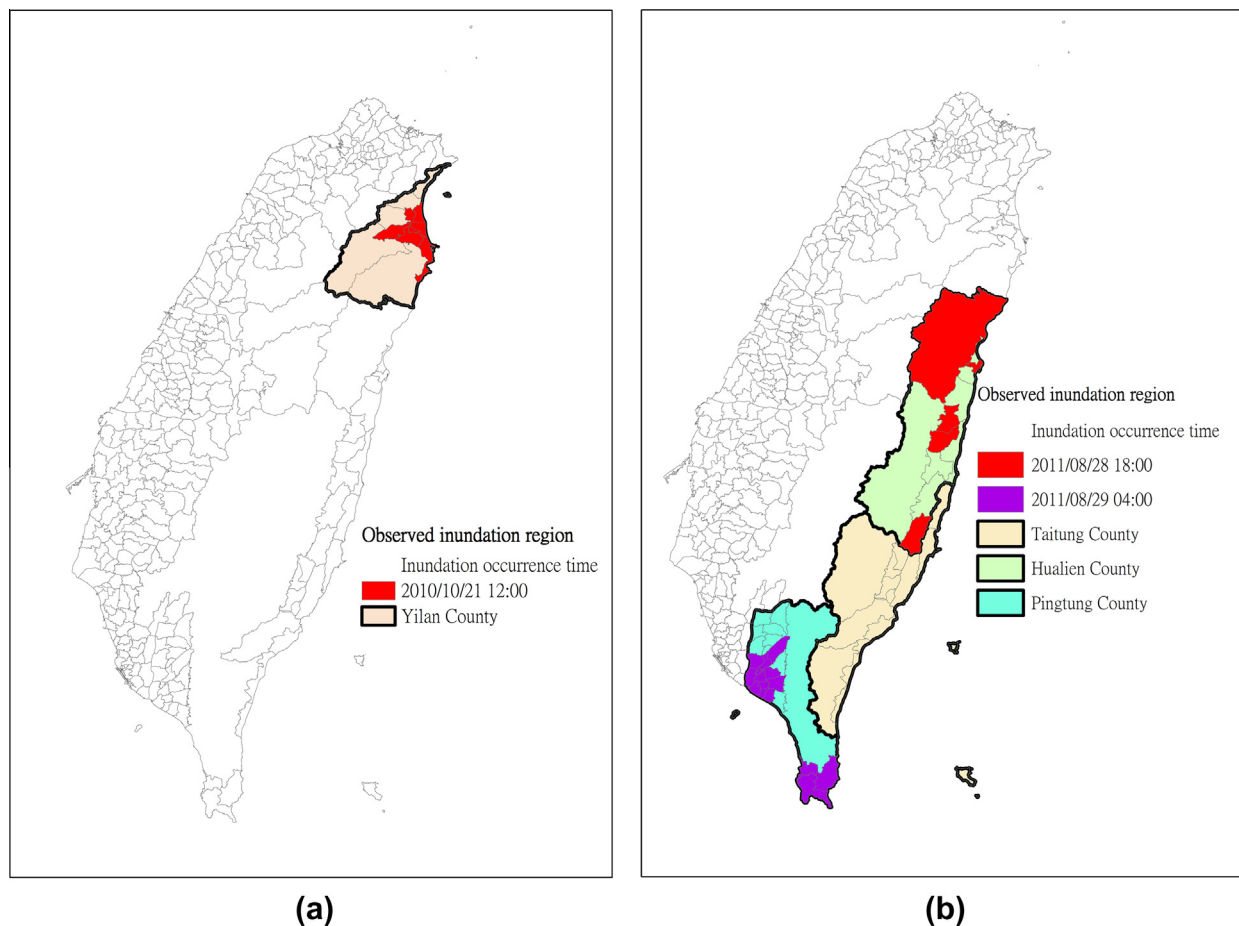 Observed inundation region
Inundation occurrence time
2010/10/21 12:00
Yilan County
(a)
Observed inundation region
Inundation occurrence time
2011/08/28 18:00
2011/08/29 04:00
Taitung County
Hualien County
Pingtung County
(b)